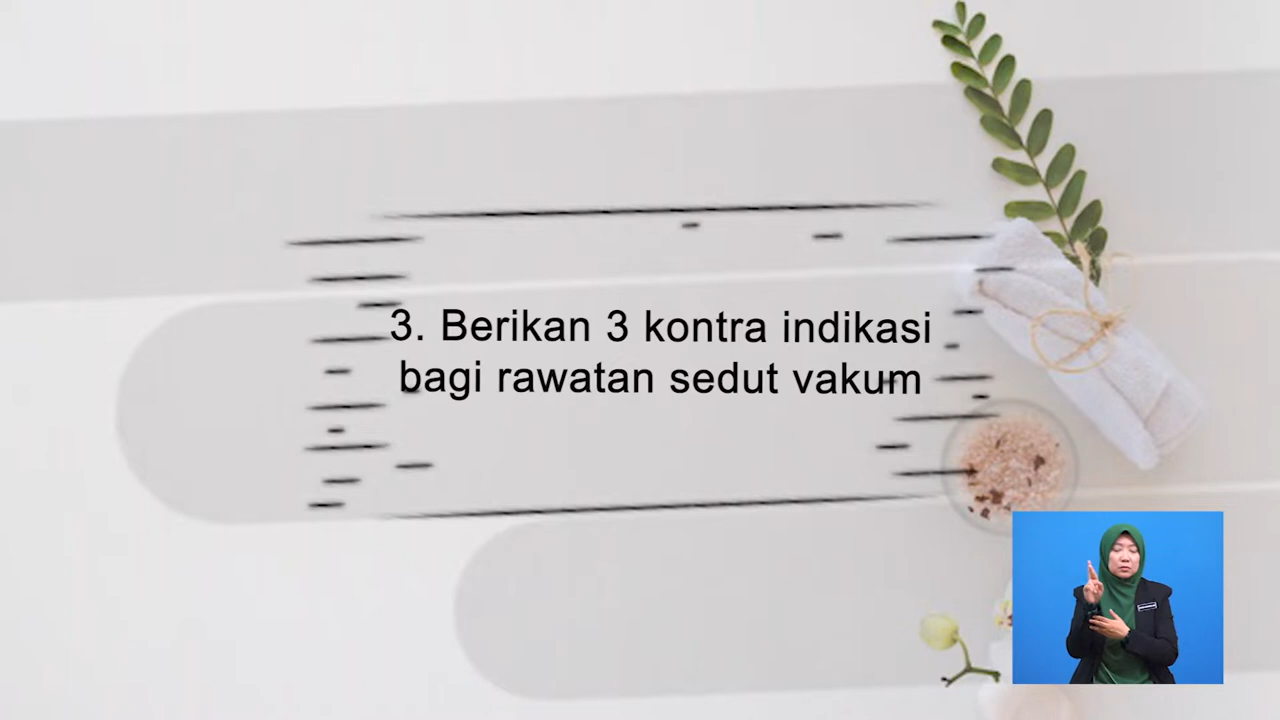 3. Berikan 3 kontra indikasi
bagi rawatan sedut vakum